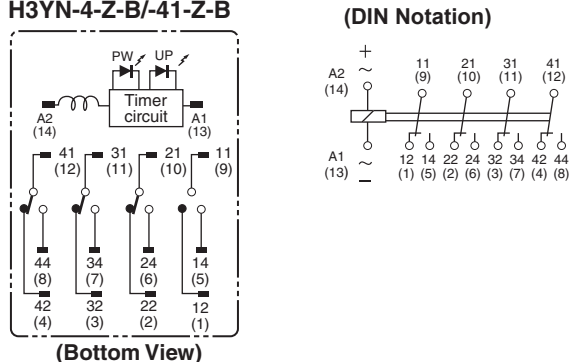 H3YN-4-Z-B/-41-Z-B
PW UP
Timer
circuit
A2
(14)
A1
(13)
41 31 21 11
(12) (11) (10) (9)
44 34 24 14
(8) (7) (6) (5)
42 32 22 12
(4) (3) (2) (1)
(Bottom View)
(DIN Notation)
+
~
A2
(14)
11 21 31 41
(9) (10) (11) (12)
A1
(13)
~
–
12 14 22 24 32 34 42 44
(1) (5) (2) (6) (3) (7) (4) (8)